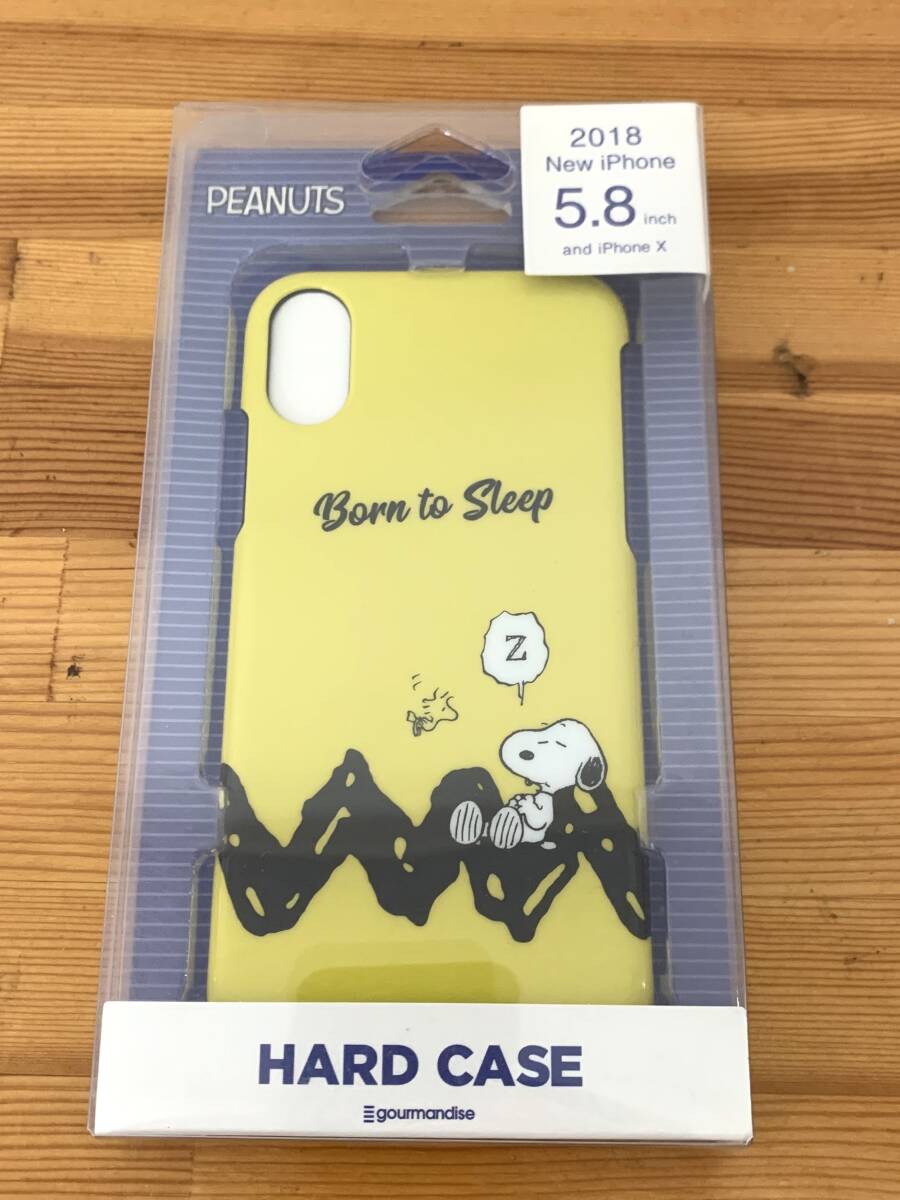 PEANUTS
2018
New iPhone
5.8 inch
and iPhone X
Born to Sleep
Z
HARD CASE
gourmandise